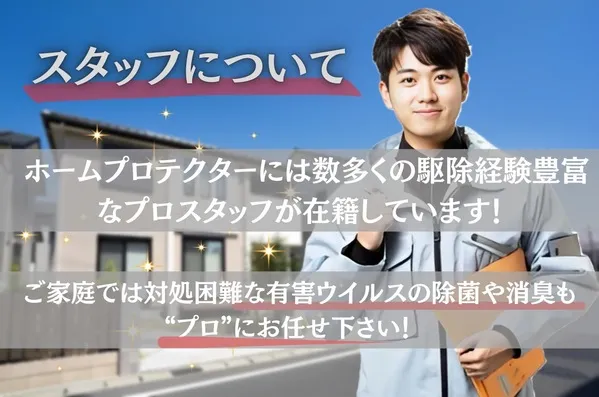 スタッフについて
ホームプロテクターには数多くの駆除経験豊富
なプロスタッフが在籍しています!
ご家庭では対処困難な有害ウイルスの除菌や消臭も
“プロ”にお任せ下さい!